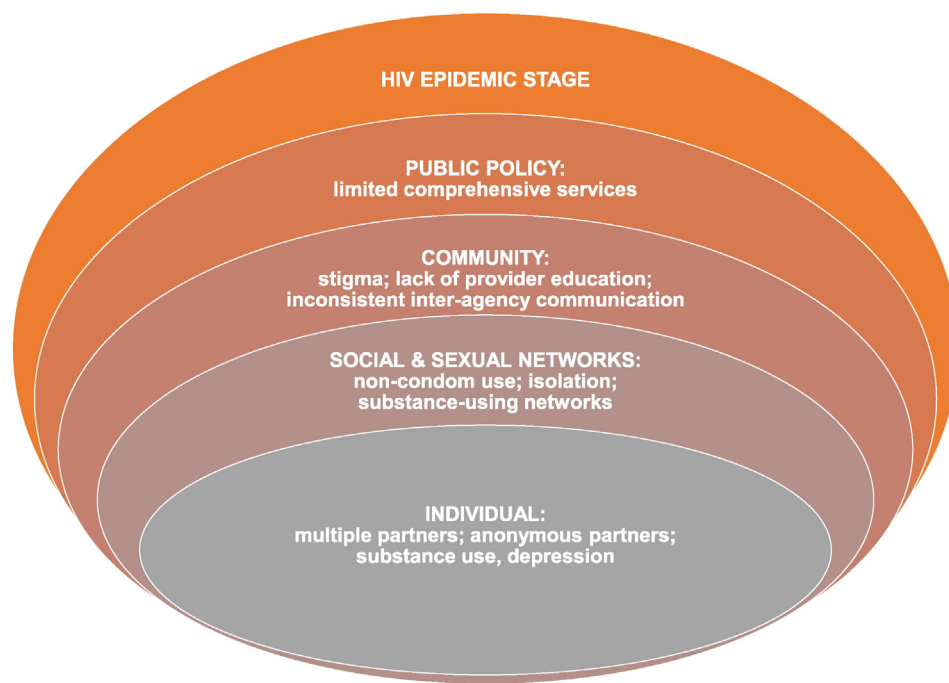 HIV EPIDEMIC STAGE
PUBLIC POLICY:
limited comprehensive services
COMMUNITY:
stigma; lack of provider education;
inconsistent inter-agency communication
SOCIAL & SEXUAL NETWORKS:
non-condom use; isolation;
substance-using networks
INDIVIDUAL:
multiple partners; anonymous partners;
substance use, depression